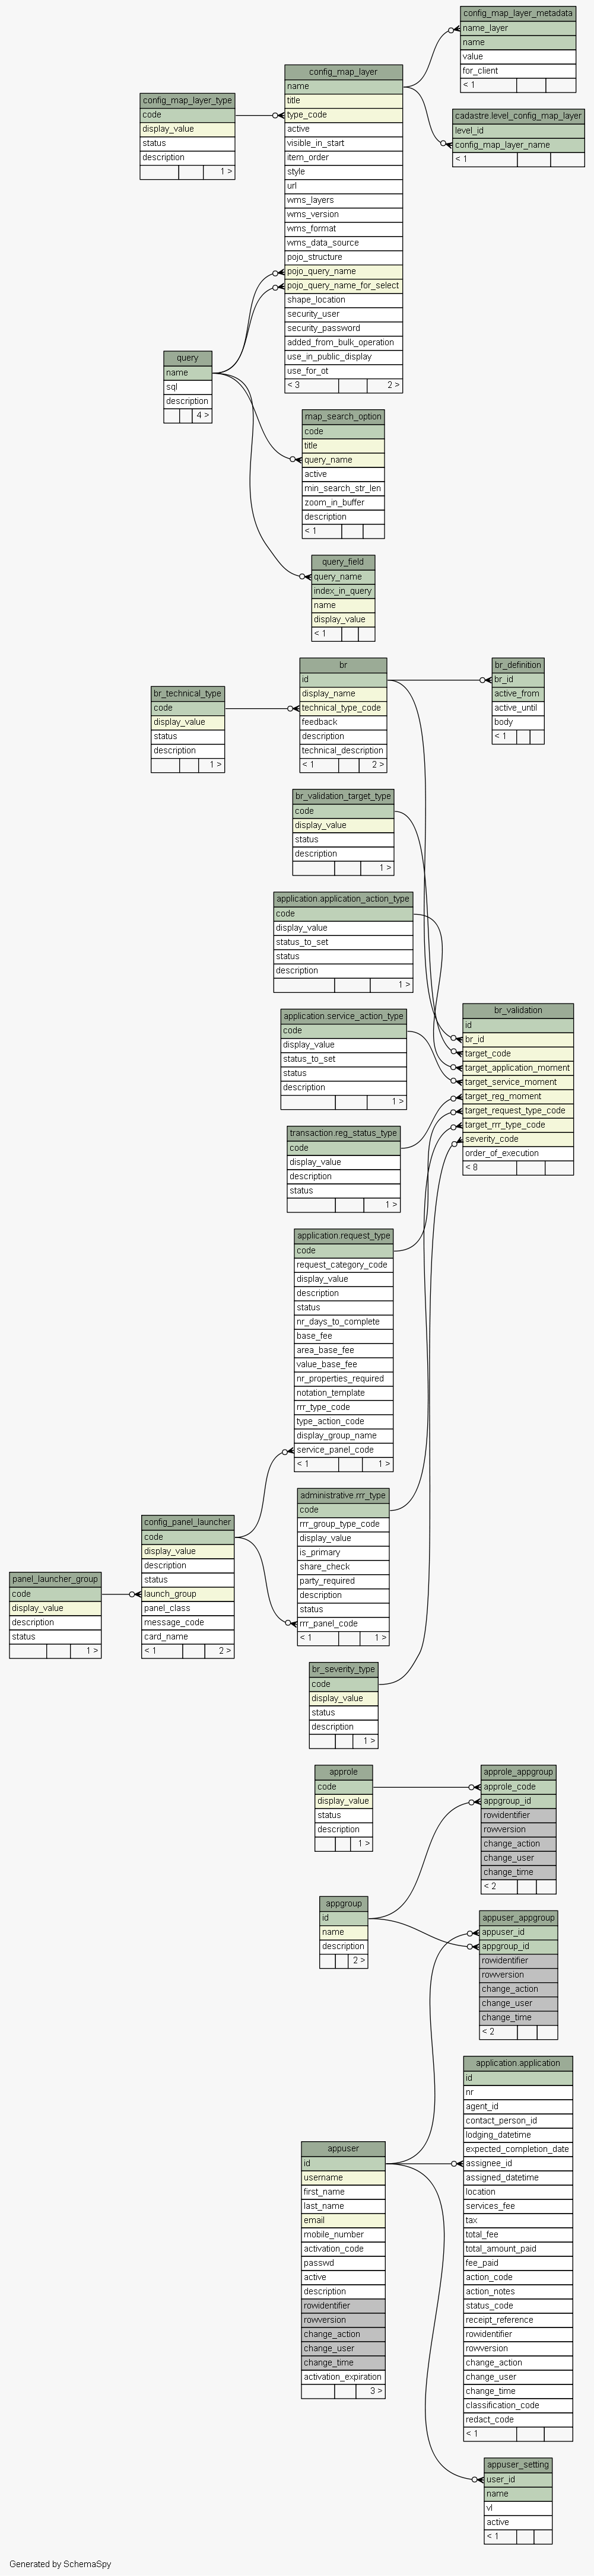 config_map_layer_metadata
name_layer
name
value
for_client
< 1
config_map_layer
name
title
type_code
active
visible_in_start
item_order
style
url
wms_layers
wms_version
wms_format
wms_data_source
pojo_structure
pojo_query_name
pojo_query_name_for_select
shape_location
security_user
security_password
added_from_bulk_operation
use_in_public_display
use_for_ot
< 3 2 >
config_map_layer_type
code
display_value
status
description
1 >
cadastre.level_config_map_layer
level_id
config_map_layer_name
< 1
query
name
sql
description
4 >
map_search_option
code
title
query_name
active
min_search_str_len
zoom_in_buffer
description
< 1
query_field
query_name
index_in_query
name
display_value
< 1
br
id
display_name
technical_type_code
feedback
description
technical_description
< 1 2 >
br_definition
br_id
active_from
active_until
body
< 1
br_technical_type
code
display_value
status
description
1 >
br_validation_target_type
code
display_value
status
description
1 >
application.application_action_type
code
display_value
status_to_set
status
description
1 >
br_validation
id
br_id
target_code
target_application_moment
target_service_moment
target_reg_moment
target_request_type_code
target_rrr_type_code
severity_code
order_of_execution
< 8
application.service_action_type
code
display_value
status_to_set
status
description
1 >
transaction.reg_status_type
code
display_value
description
status
1 >
application.request_type
code
request_category_code
display_value
description
status
nr_days_to_complete
base_fee
area_base_fee
value_base_fee
nr_properties_required
notation_template
rrr_type_code
type_action_code
display_group_name
service_panel_code
< 1 1 >
administrative.rrr_type
code
rrr_group_type_code
display_value
is_primary
share_check
party_required
description
status
rrr_panel_code
< 1 1 >
config_panel_launcher
code
display_value
description
status
launch_group
panel_class
message_code
card_name
< 1 2 >
panel_launcher_group
code
display_value
description
status
1 >
br_severity_type
code
display_value
status
description
1 >
approle
code
display_value
status
description
1 >
approle_appgroup
approle_code
appgroup_id
rowidentifier
rowversion
change_action
change_user
change_time
< 2
appgroup
id
name
description
2 >
appuser_appgroup
appuser_id
appgroup_id
rowidentifier
rowversion
change_action
change_user
change_time
< 2
application.application
id
nr
agent_id
contact_person_id
lodging_datetime
expected_completion_date
assignee_id
assigned_datetime
location
services_fee
tax
total_fee
total_amount_paid
fee_paid
action_code
action_notes
status_code
receipt_reference
rowidentifier
rowversion
change_action
change_user
change_time
classification_code
redact_code
< 1
appuser
id
username
first_name
last_name
email
mobile_number
activation_code
passwd
active
description
rowidentifier
rowversion
change_action
change_user
change_time
activation_expiration
3 >
appuser_setting
user_id
name
vl
active
< 1
Generated by SchemaSpy